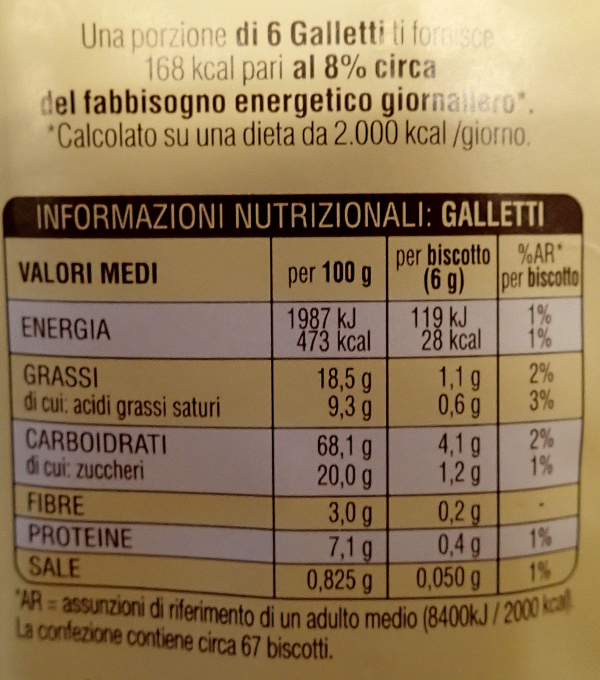 Una porzione di 6 Galletti ti fornisce
168 kcal pari al 8% circa
del fabbisogno energetico giornaliero*.
*Calcolato su una dieta da 2.000 kcal /giorno.
INFORMAZIONI NUTRIZIONALI: GALLETTI
VALORI MEDI per 100 g per biscotto (6 g) %AR* per biscotto
ENERGIA 1987 kJ 119 kJ 1%
473 kcal 28 kcal 1%
GRASSI 18,5 g 1,1 g 2%
di cui: acidi grassi saturi 9,3 g 0,6 g 3%
CARBOIDRATI 68,1 g 4,1 g 2%
di cui: zuccheri 20,0 g 1,2 g 1%
FIBRE 3,0 g 0,2 g -
PROTEINE 7,1 g 0,4 g 1%
SALE 0,825 g 0,050 g 1%
*AR = assunzioni di riferimento di un adulto medio (8400kJ / 2000 kcal)
La confezione contiene circa 67 biscotti.